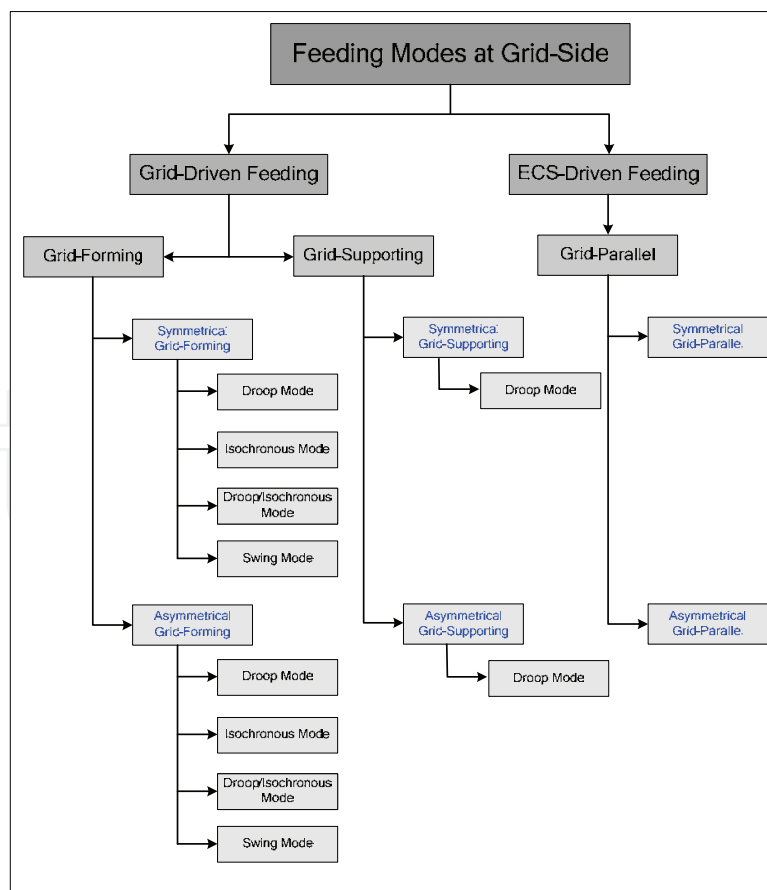 Feeding Modes at Grid-Side
Grid-Driven Feeding
ECS-Driven Feeding
Grid-Forming
Grid-Supporting
Grid-Parallel
Symmetrical
Grid-Forming
Droop Mode
Isochronous Mode
Droop/Isochronous
Mode
Swing Mode
Asymmetrical
Grid-Forming
Droop Mode
Isochronous Mode
Droop/Isochronous
Mode
Swing Mode
Symmetrical
Grid-Supporting
Droop Mode
Asymmetrical
Grid-Supporting
Droop Mode
Symmetrical
Grid-Parallel
Asymmetrical
Grid-Parallel